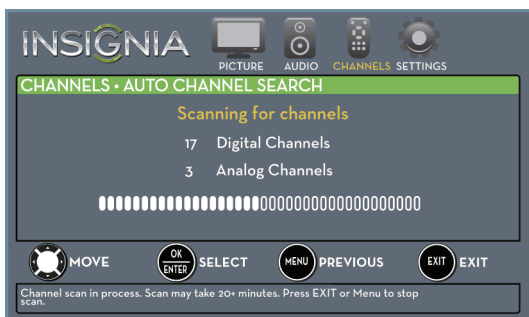 INSIGNIA
PICTURE AUDIO CHANNELS SETTINGS
CHANNELS • AUTO CHANNEL SEARCH
Scanning for channels
17 Digital Channels
3 Analog Channels
MOVE OK ENTER SELECT MENU PREVIOUS EXIT EXIT
Channel scan in process. Scan may take 20+ minutes. Press EXIT or Menu to stop
scan.